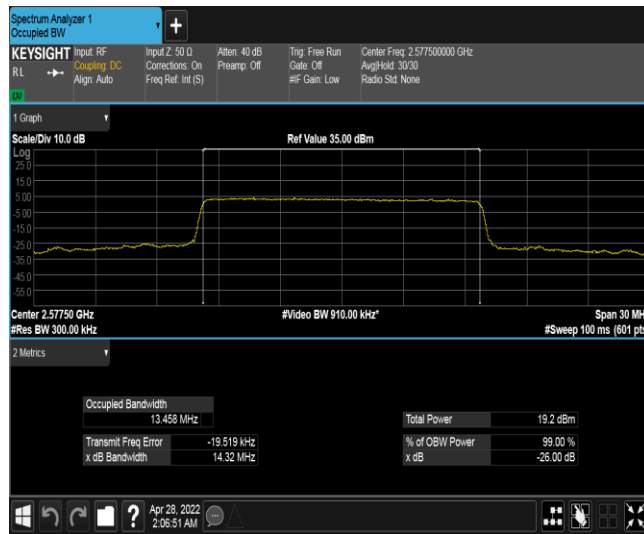 Spectrum Analyzer 1
Occupied BW
+
KEYSIGHT Input: RF Input Z: 50 Ω Atten: 40 dB Trig: Free Run Center Freq: 2.577500000 GHz
RL Coupling: DC Corrections: On Preamp: Off Gate: Off Avg|Hold: 30/30
Align: Auto Freq Ref: Int (S) #IF Gain: Low Radio Std: None
1 Graph
Scale/Div 10.0 dB Ref Value 35.00 dBm
Log
25.0
15.0
5.00
-5.00
-15.0
-25.0
-35.0
-45.0
-55.0
Center 2.57750 GHz #Video BW 910.00 kHz* Span 30 MH
#Res BW 300.00 kHz #Sweep 100 ms (601 pts
2 Metrics
Occupied Bandwidth
13.458 MHz Total Power 19.2 dBm
Transmit Freq Error -19.519 kHz % of OBW Power 99.00 %
x dB Bandwidth 14.32 MHz x dB -26.00 dB
? Apr 28, 2022
2:06:51 AM